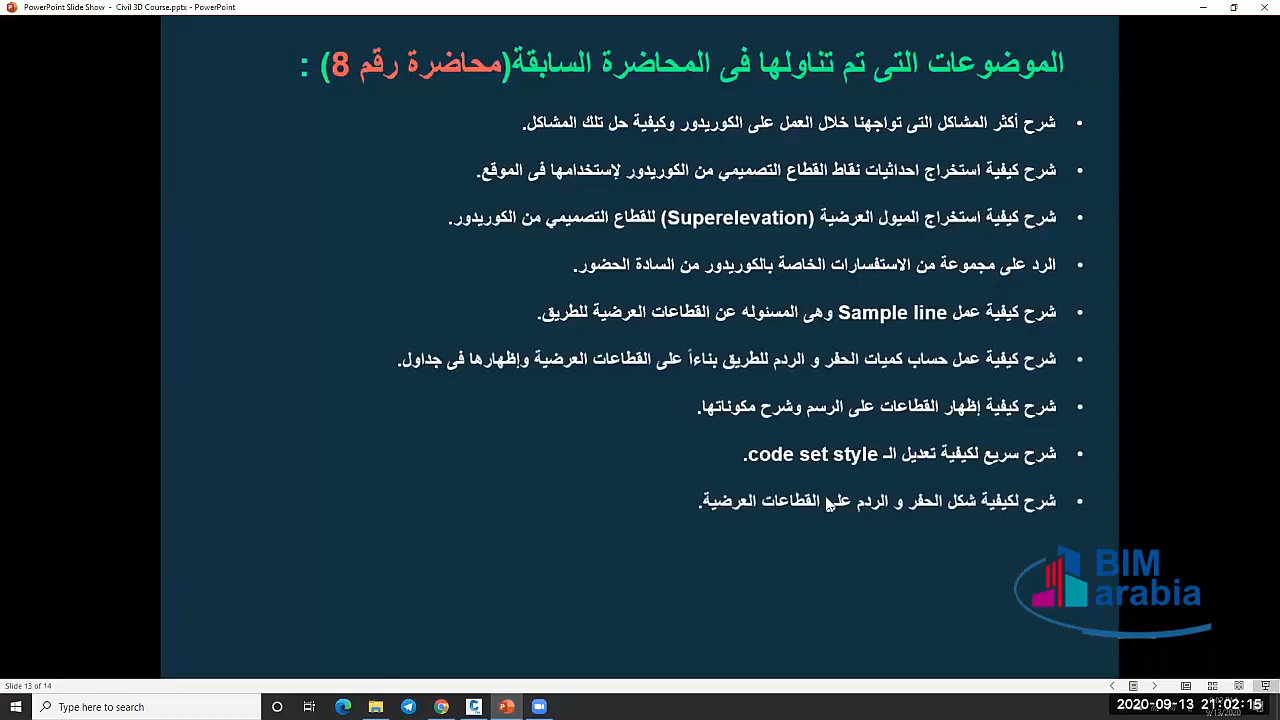 PowerPoint Slide Show - Civil 3D Course.pptx - PowerPoint
الموضوعات التى تم تناولها فى المحاضرة السابقة(محاضرة رقم 8) :
• شرح أكثر المشاكل التى تواجهنا خلال العمل على الكوريدور وكيفية حل تلك المشاكل.
• شرح كيفية استخراج احداثيات نقاط القطاع التصميمي من الكوريدور لإستخدامها فى الموقع.
• شرح كيفية استخراج الميول العرضية (Superelevation) للقطاع التصميمي من الكوريدور.
• الرد على مجموعة من الاستفسارات الخاصة بالكوريدور من السادة الحضور.
• شرح كيفية عمل Sample line وهى المسئوله عن القطاعات العرضية للطريق.
• شرح كيفية عمل حساب كميات الحفر و الردم للطريق بناءاً على القطاعات العرضية وإظهارها فى جداول.
• شرح كيفية إظهار القطاعات على الرسم وشرح مكوناتها.
• شرح سريع لكيفية تعديل الـ code set style.
• شرح لكيفية شكل الحفر و الردم على القطاعات العرضية.
BIM
arabia
Slide 13 of 14
Type here to search
2020-09-13 21:02:15